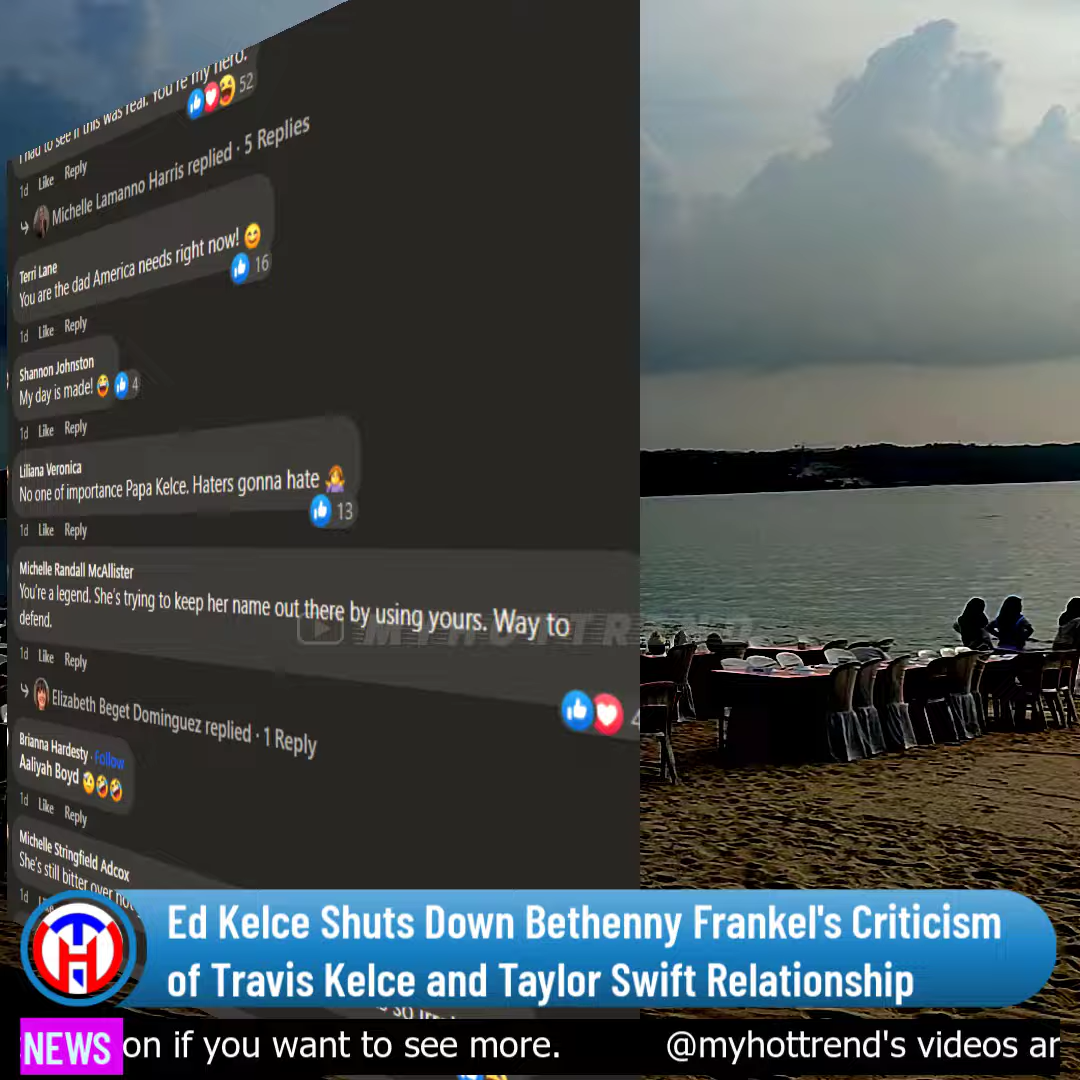 I had to see if this was real. You're my hero.
52
1d Like Reply
Michelle Lamanno Harris replied · 5 Replies
Terri Lane
You are the dad America needs right now! 😊
16
1d Like Reply
Shannon Johnston
My day is made! 😂 4
1d Like Reply
Liliana Veronica
No one of importance Papa Kelce. Haters gonna hate 🤷‍♀️
13
1d Like Reply
Michelle Randall McAllister
You're a legend. She's trying to keep her name out there by using yours. Way to
defend.
MYHOTTREND
1d Like Reply
Elizabeth Beget Dominguez replied · 1 Reply
Brianna Hardesty · Follow
Aaliyah Boyd 🤣🤣
1d Like Reply
Michelle Stringfield Adcox
She's still bitter over
1d
Ed Kelce Shuts Down Bethenny Frankel's Criticism
of Travis Kelce and Taylor Swift Relationship
NEWS on if you want to see more. @myhottrend's videos ar